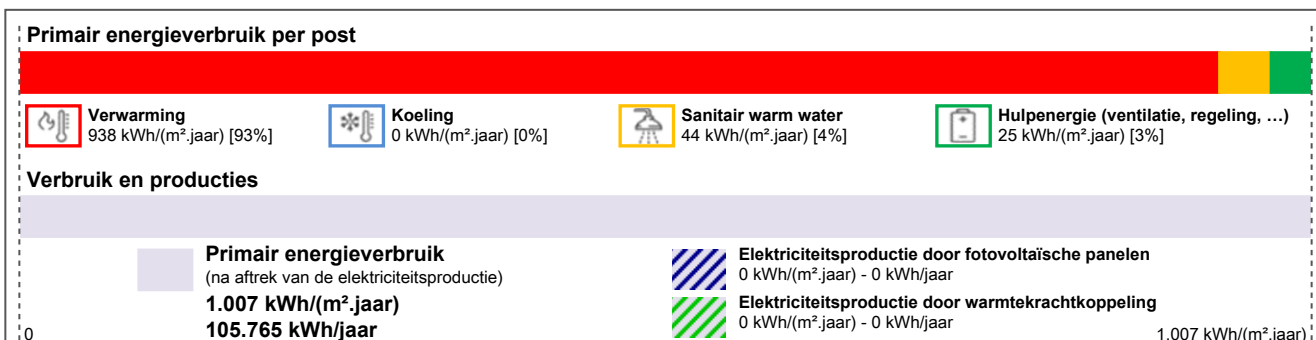 Primair energieverbruik per post
Verwarming
938 kWh/(m².jaar) [93%]
Koeling
0 kWh/(m².jaar) [0%]
Sanitair warm water
44 kWh/(m².jaar) [4%]
Hulpenergie (ventilatie, regeling, …)
25 kWh/(m².jaar) [3%]
Verbruik en producties
Primair energieverbruik
(na aftrek van de elektriciteitsproductie)
1.007 kWh/(m².jaar)
105.765 kWh/jaar
Elektriciteitsproductie door fotovoltaïsche panelen
0 kWh/(m².jaar) - 0 kWh/jaar
Elektriciteitsproductie door warmtekrachtkoppeling
0 kWh/(m².jaar) - 0 kWh/jaar
0
1.007 kWh/(m².jaar)